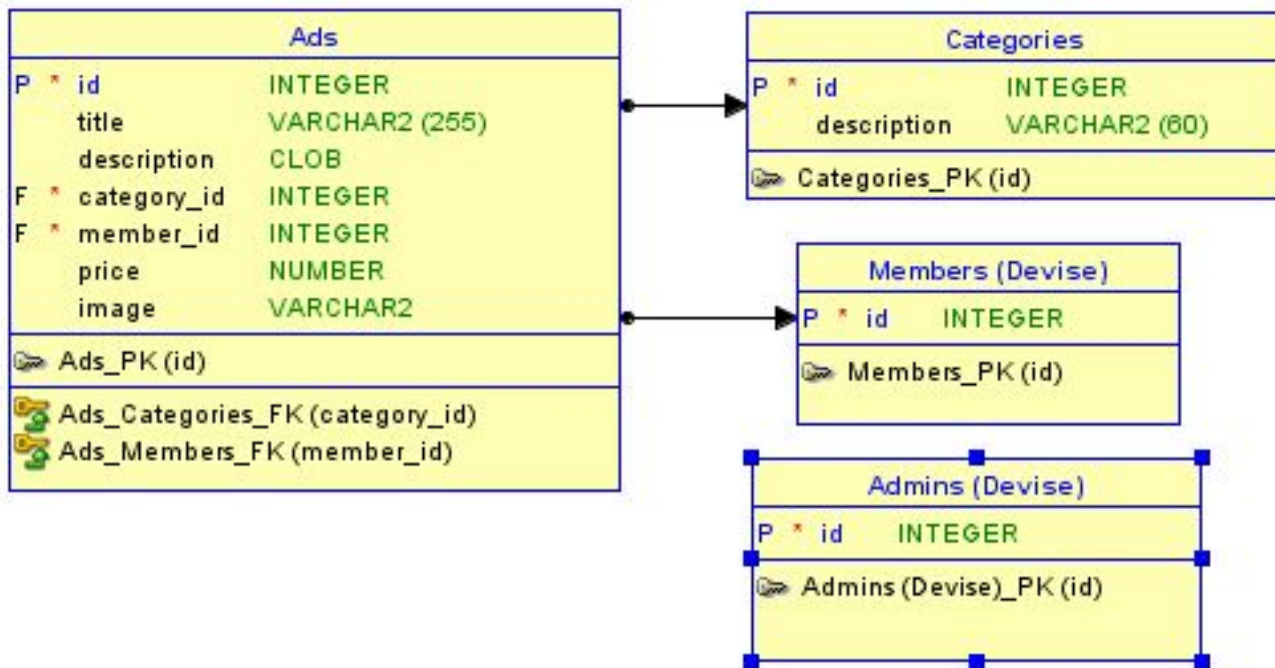 Ads
P * id INTEGER
title VARCHAR2 (255)
description CLOB
F * category_id INTEGER
F * member_id INTEGER
price NUMBER
image VARCHAR2
Ads_PK (id)
Ads_Categories_FK (category_id)
Ads_Members_FK (member_id)
Categories
P * id INTEGER
description VARCHAR2 (60)
Categories_PK (id)
Members (Devise)
P * id INTEGER
Members_PK (id)
Admins (Devise)
P * id INTEGER
Admins (Devise)_PK (id)